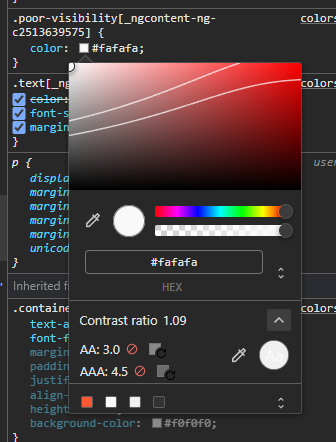 .poor-visibility[_ngcontent-ng-
c2513639575] {
color: #fafafa;
}
colors
.text[_ng
color:
font-s
margin
}
colors
p {
displa
margin
margin
margin
margin
unicod
}
user
#fafafa
HEX
Inherited f
Contrast ratio 1.09
AA: 3.0
AAA: 4.5
Aa
.containe
colors
text-a
font-f
margin
paddin
justif
align-
height
background-color: #f0f0f0;